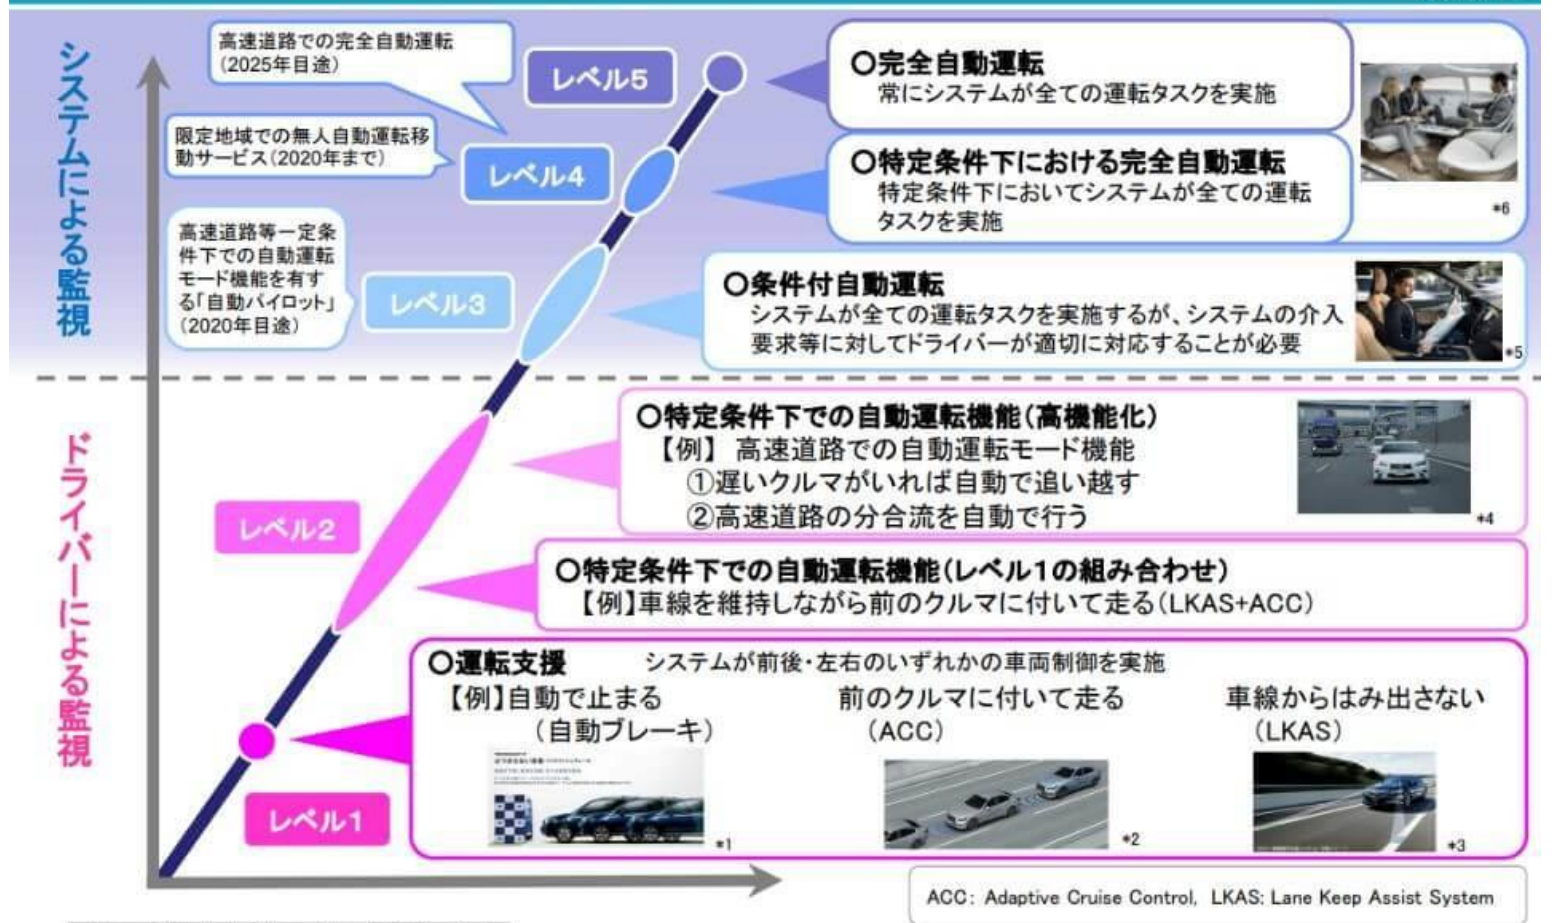 システムによる監視
高速道路での完全自動運転
(2025年目途)
レベル5
○完全自動運転
常にシステムが全ての運転タスクを実施
限定地域での無人自動運転移
動サービス(2020年まで)
レベル4
○特定条件下における完全自動運転
特定条件下においてシステムが全ての運転
タスクを実施
*6
高速道路等一定条
件下での自動運転
モード機能を有す
る「自動パイロット」
(2020年目途)
レベル3
○条件付自動運転
システムが全ての運転タスクを実施するが、システムの介入
要求等に対してドライバーが適切に対応することが必要
*5
ドライバーによる監視
○特定条件下での自動運転機能(高機能化)
【例】 高速道路での自動運転モード機能
①遅いクルマがいれば自動で追い越す
②高速道路の分合流を自動で行う
*4
レベル2
○特定条件下での自動運転機能(レベル1の組み合わせ)
【例】車線を維持しながら前のクルマに付いて走る(LKAS+ACC)
○運転支援 システムが前後・左右のいずれかの車両制御を実施
【例】自動で止まる 前のクルマに付いて走る 車線からはみ出さない
(自動ブレーキ) (ACC) (LKAS)
*1 *2 *3
レベル1
ACC: Adaptive Cruise Control, LKAS: Lane Keep Assist System